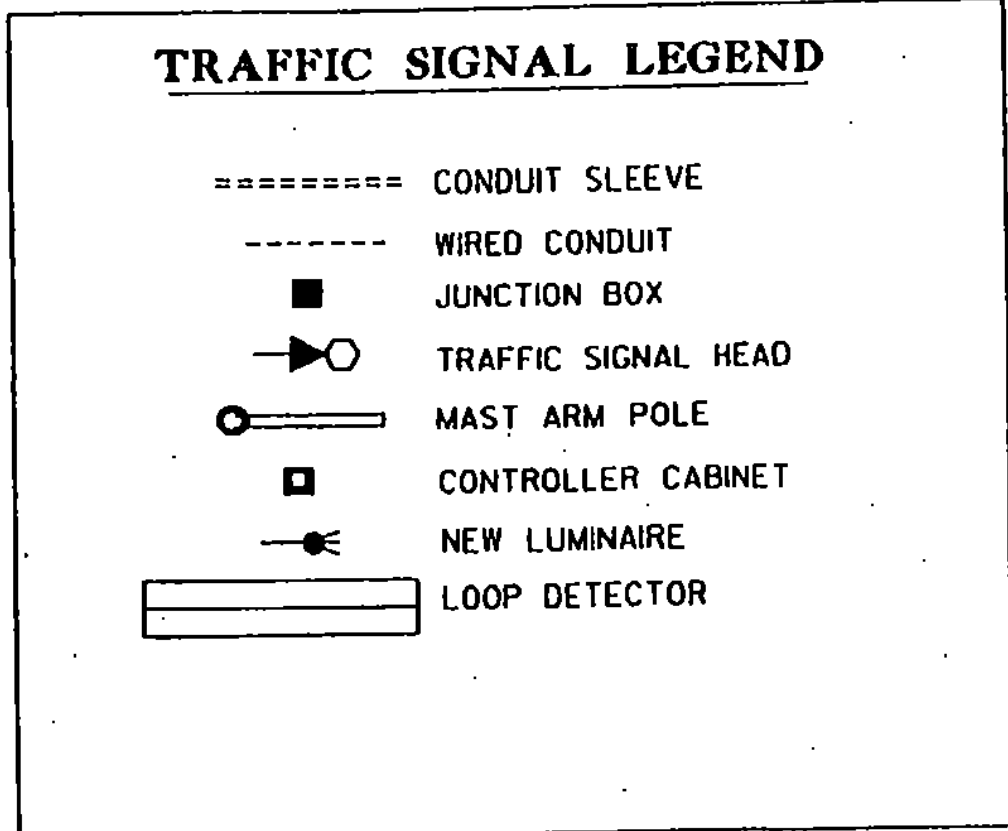 TRAFFIC SIGNAL LEGEND
CONDUIT SLEEVE
WIRED CONDUIT
JUNCTION BOX
TRAFFIC SIGNAL HEAD
MAST ARM POLE
CONTROLLER CABINET
NEW LUMINAIRE
LOOP DETECTOR